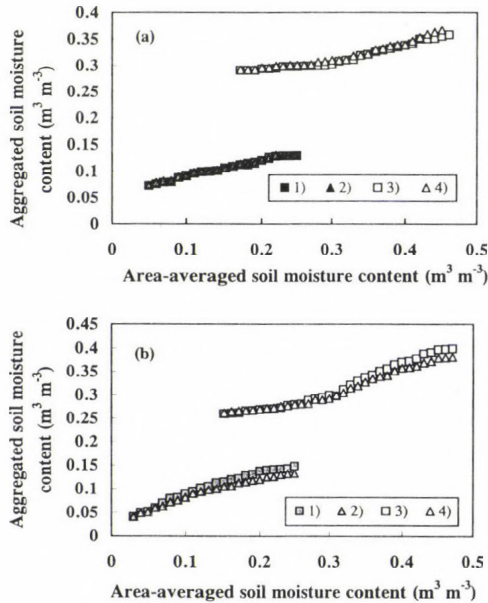 (a)
Aggregated soil moisture
content (m³ m⁻³)
0.4
0.35
0.3
0.25
0.2
0.15
0.1
0.05
0
1) 2) 3) 4)
0 0.1 0.2 0.3 0.4 0.5
Area-averaged soil moisture content (m³ m⁻³)
(b)
Aggregated soil moisture
content (m³ m⁻³)
0.45
0.4
0.35
0.3
0.25
0.2
0.15
0.1
0.05
0
1) 2) 3) 4)
0 0.1 0.2 0.3 0.4 0.5
Area-averaged soil moisture content (m³ m⁻³)